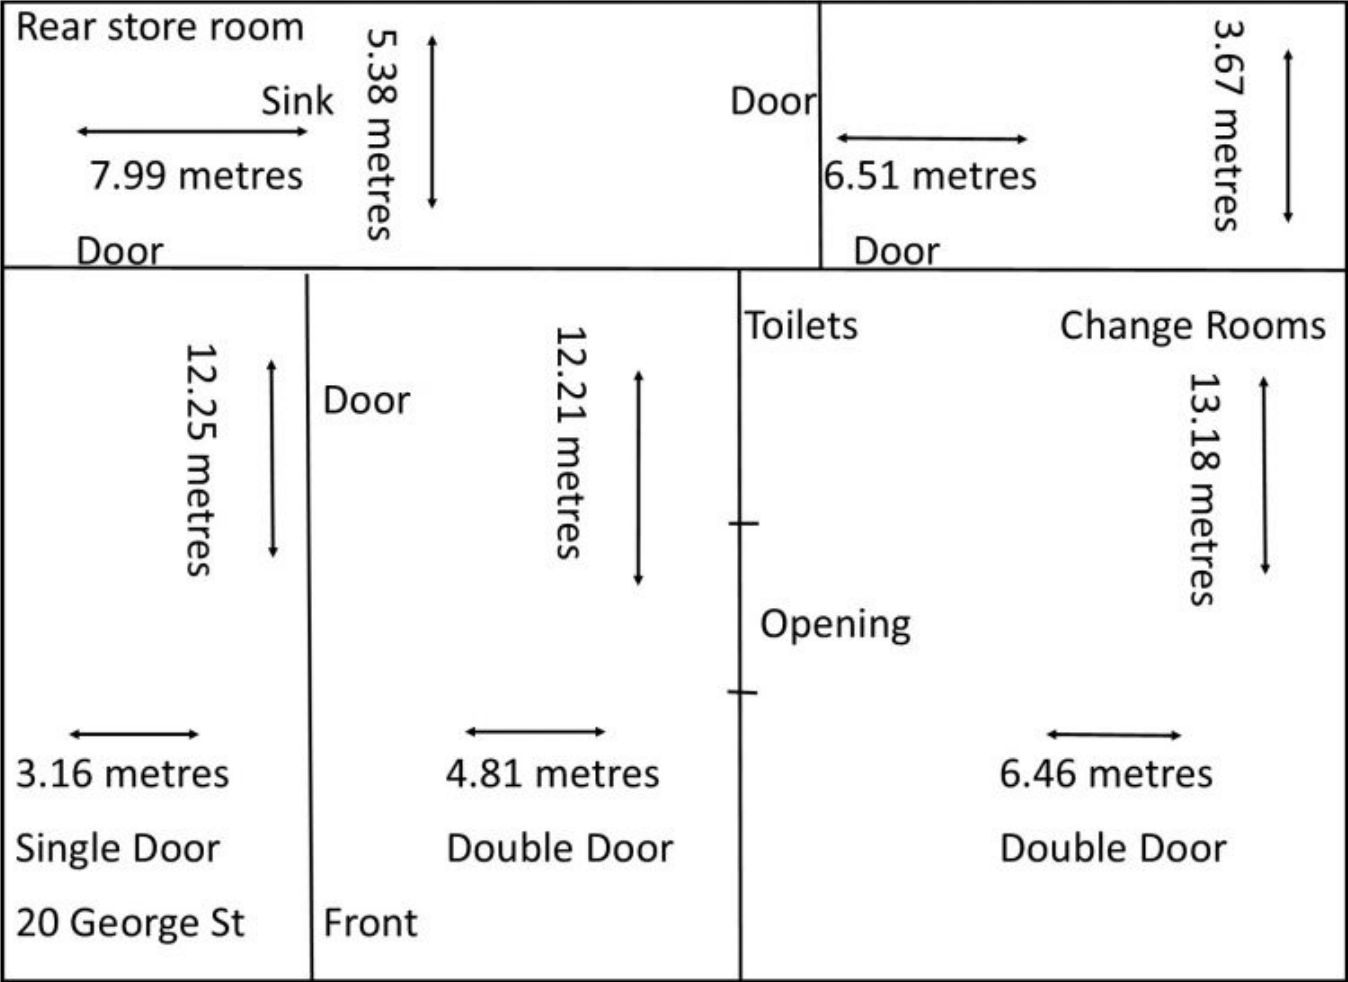 Rear store room
5.38 metres
3.67 metres
Sink
Door
7.99 metres
6.51 metres
Door
Door
Toilets
Change Rooms
12.25 metres
12.21 metres
13.18 metres
Door
Opening
3.16 metres
4.81 metres
6.46 metres
Single Door
Double Door
Double Door
20 George St
Front